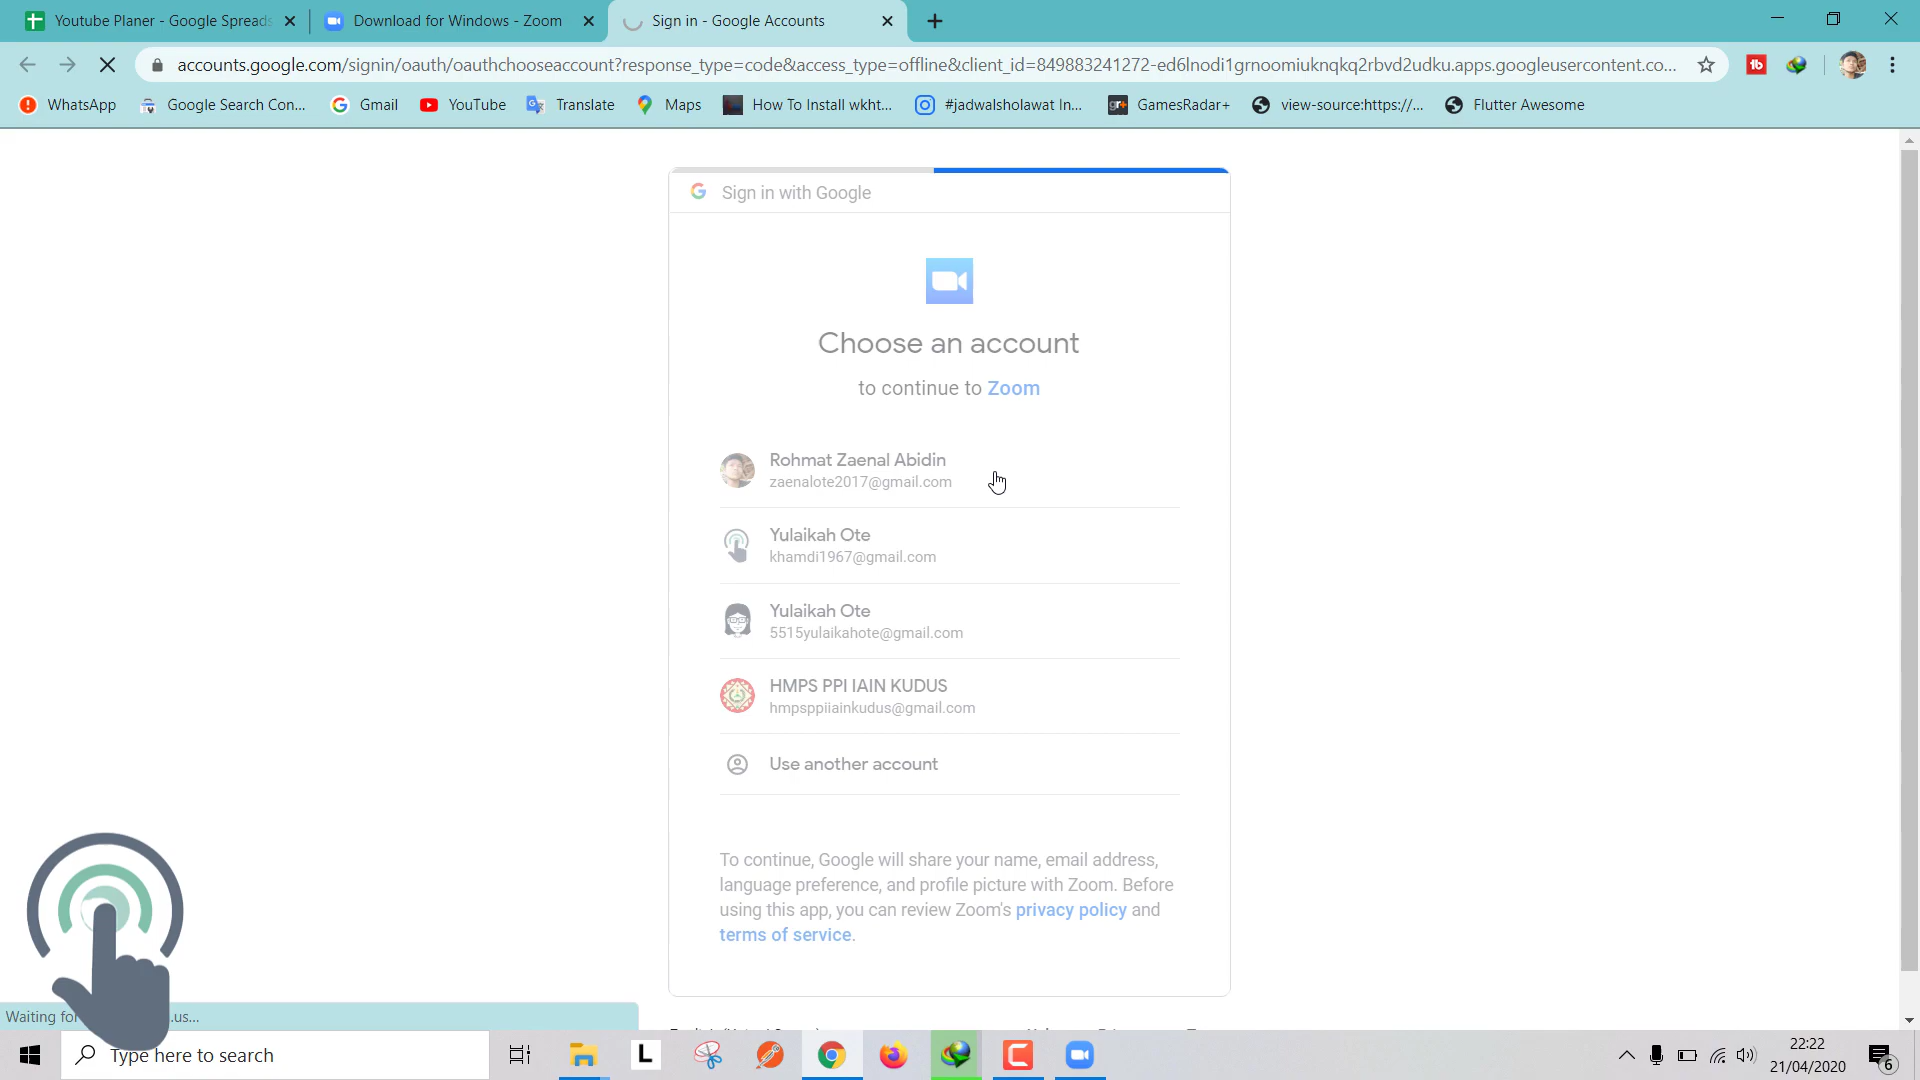 Youtube Planer - Google Spreads
Download for Windows - Zoom
Sign in - Google Accounts
accounts.google.com/signin/oauth/oauthchooseaccount?response_type=code&access_type=offline&client_id=849883241272-ed6lnodi1grnoomiuknqkq2rbvd2udku.apps.googleusercontent.co...
WhatsApp
Google Search Con...
Gmail
YouTube
Translate
Maps
How To Install wkht...
#jadwalsholawat In...
GamesRadar+
view-source:https://...
Flutter Awesome
Sign in with Google
Choose an account
to continue to Zoom
Rohmat Zaenal Abidin
zaenalote2017@gmail.com
Yulaikah Ote
khamdi1967@gmail.com
Yulaikah Ote
5515yulaikahote@gmail.com
HMPS PPI IAIN KUDUS
hmpsppiiainkudus@gmail.com
Use another account
To continue, Google will share your name, email address,
language preference, and profile picture with Zoom. Before
using this app, you can review Zoom's privacy policy and
terms of service.
Waiting for
.us...
Type here to search
L
22:22
21/04/2020
6